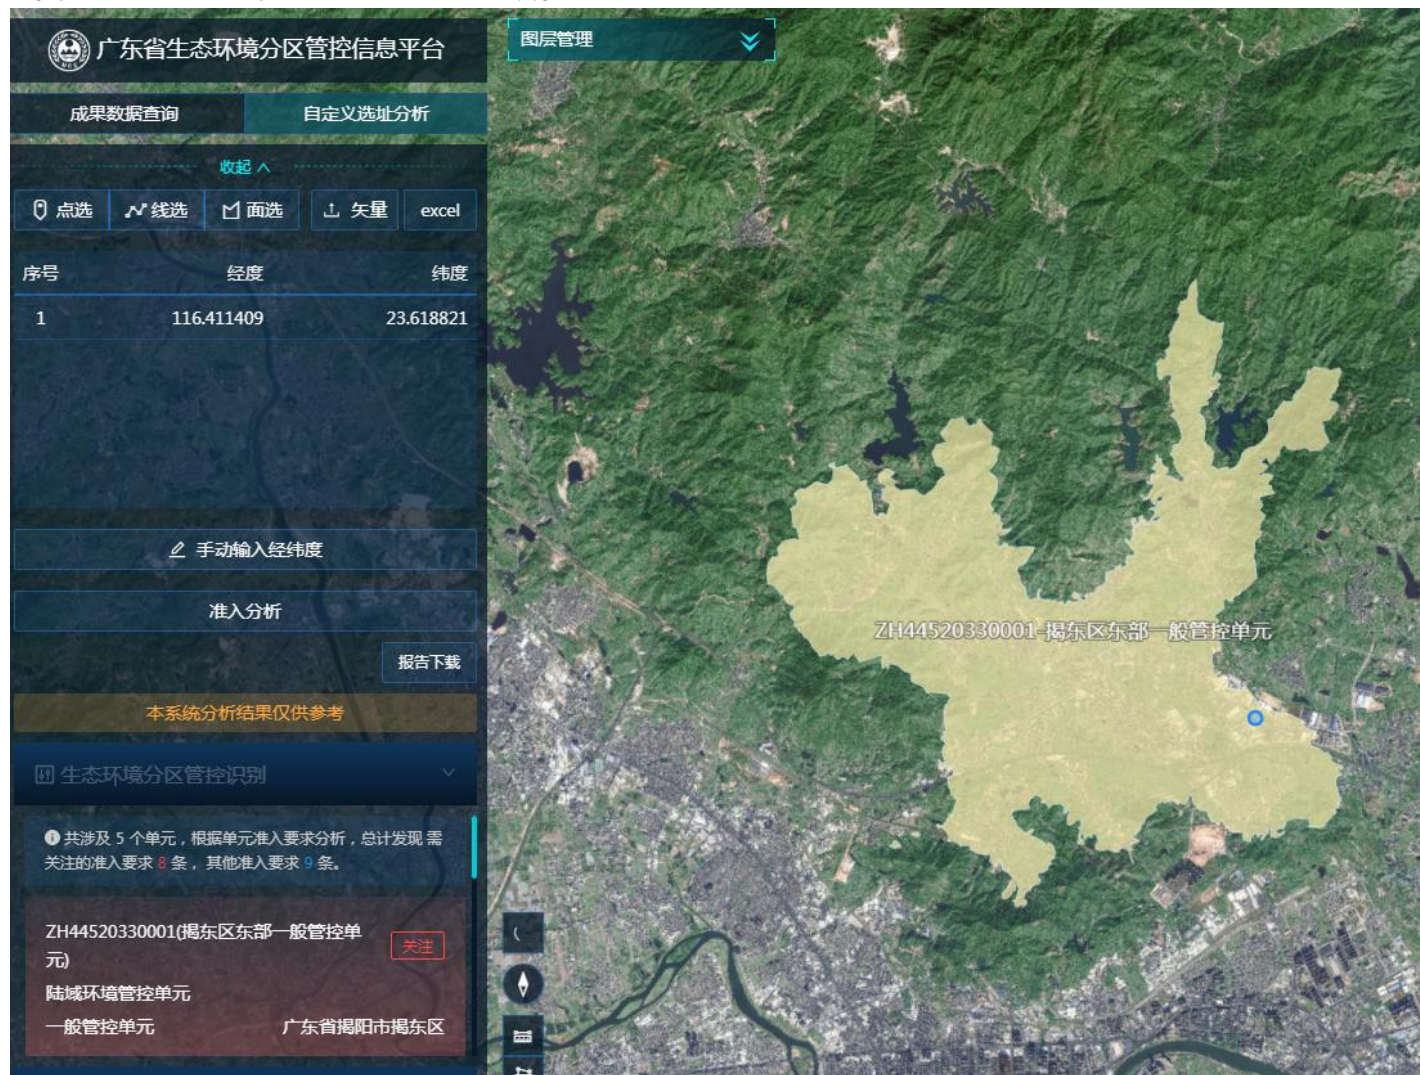 广东省生态环境分区管控信息平台
图层管理
成果数据查询
自定义选址分析
收起
点选
线选
面选
矢量
excel
序号 经度 纬度
1 116.411409 23.618821
手动输入经纬度
准入分析
报告下载
本系统分析结果仅供参考
生态环境分区管控识别
共涉及 5 个单元，根据单元准入要求分析，总计发现 需
关注的准入要求 8 条， 其他准入要求 9 条。
ZH44520330001(揭东区东部一般管控单
元)
关注
陆域环境管控单元
一般管控单元 广东省揭阳市揭东区
ZH44520330001-揭东区东部一般管控单元